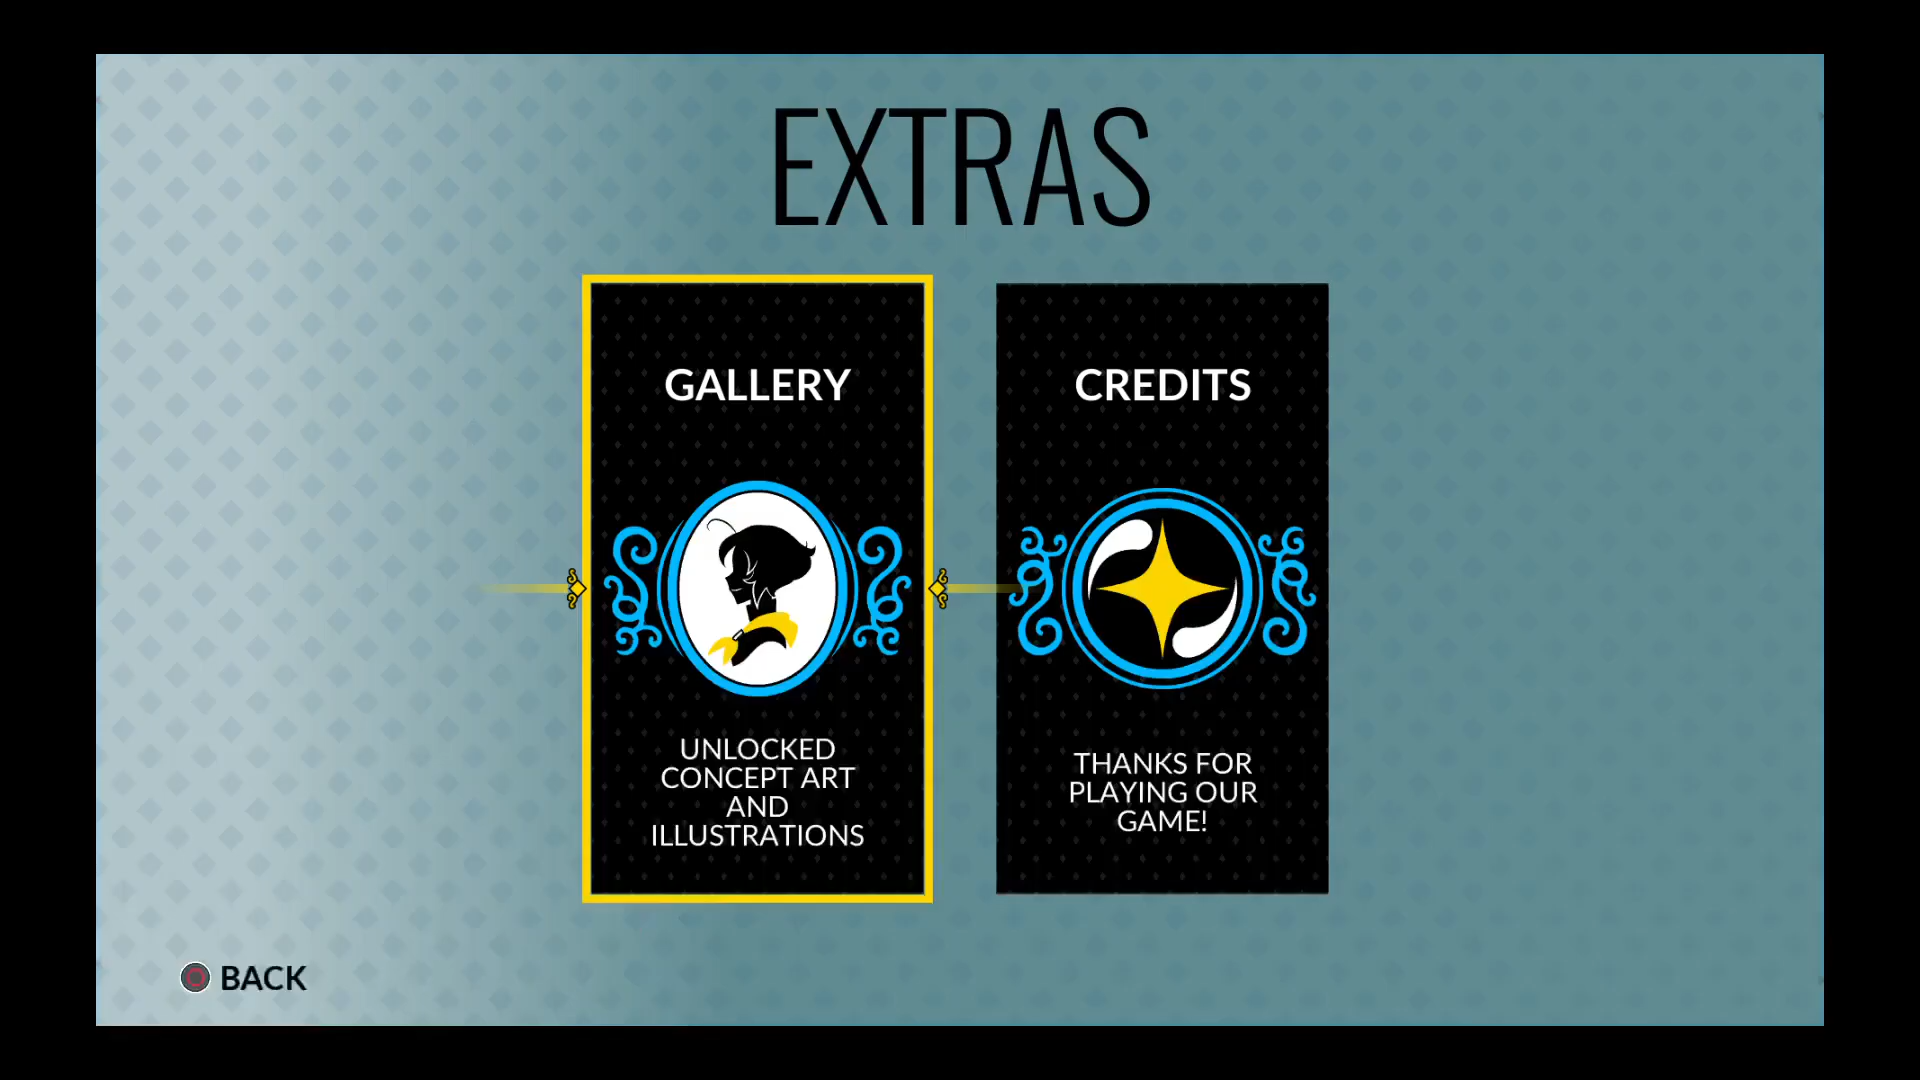 EXTRAS
GALLERY
UNLOCKED
CONCEPT ART
AND
ILLUSTRATIONS
CREDITS
THANKS FOR
PLAYING OUR
GAME!
BACK